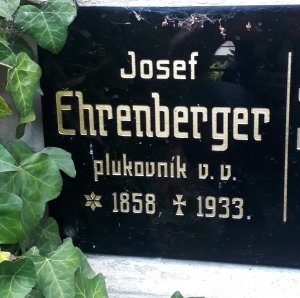 Josef
Ehrenberger
plukovník v.v.
✡ 1858 ✝ 1933.